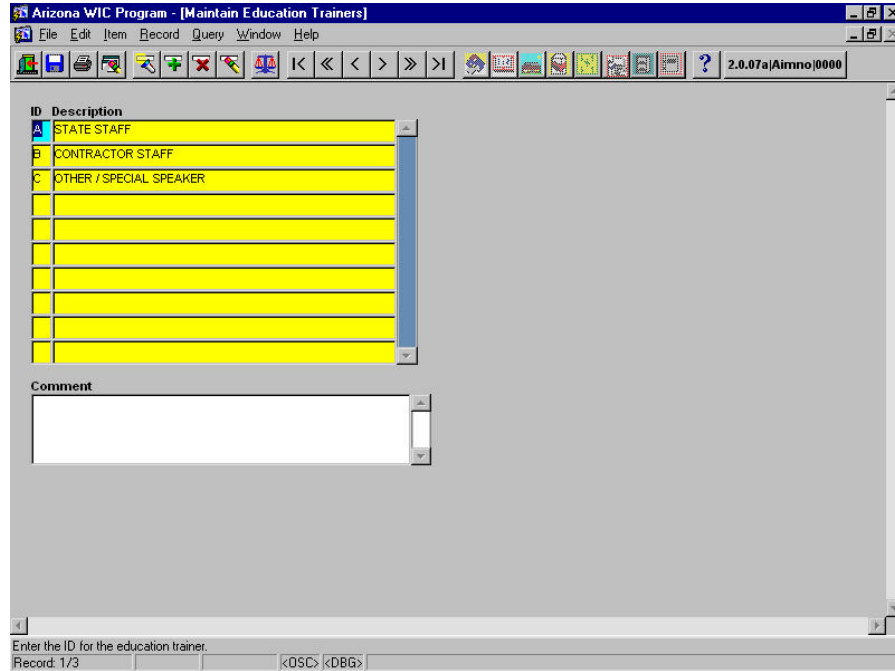 Arizona WIC Program - [Maintain Education Trainers]
File Edit Item Record Query Window Help
? 2.0.07a|Aimno|0000
ID Description
A STATE STAFF
B CONTRACTOR STAFF
C OTHER / SPECIAL SPEAKER
Comment
Enter the ID for the education trainer.
Record: 1/3 <OSC> <DBG>